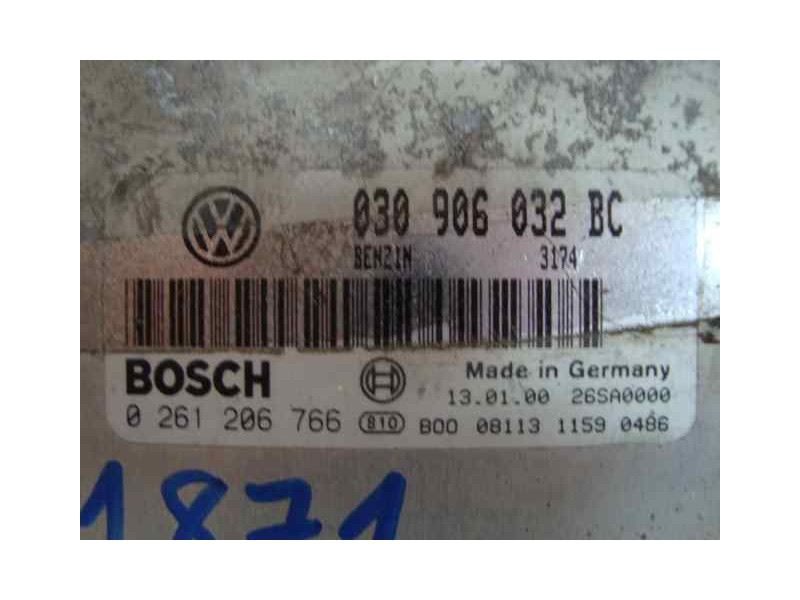 030 906 032 BC
BENZIN 3174
BOSCH Made in Germany
13.01.00 26SA0000
0 261 206 766 810 B00 08113 1159 0486
1871